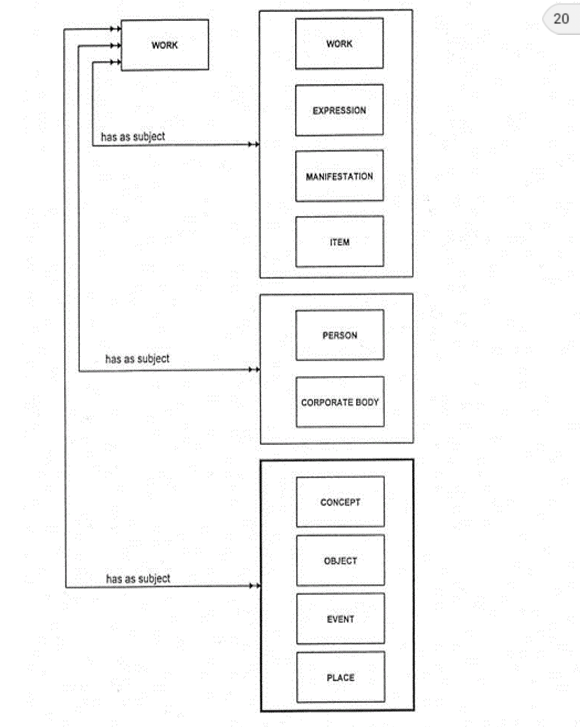 20
WORK
WORK
EXPRESSION
has as subject
MANIFESTATION
ITEM
PERSON
has as subject
CORPORATE BODY
CONCEPT
OBJECT
has as subject
EVENT
PLACE